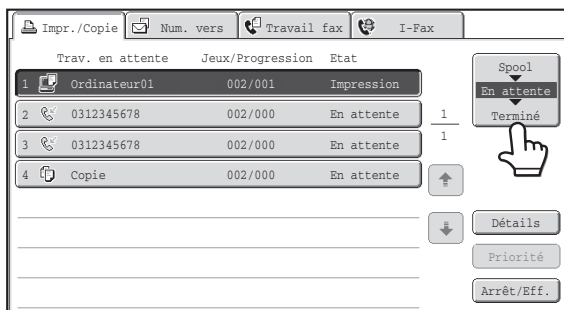 Impr./Copie Num. vers Travail fax I-Fax
Trav. en attente Jeux/Progression Etat
1 Ordinateur01 002/001 Impression
2 0312345678 002/000 En attente
3 0312345678 002/000 En attente
4 Copie 002/000 En attente
1
1
Spool
En attente
Terminé
Détails
Priorité
Arrêt/Eff.